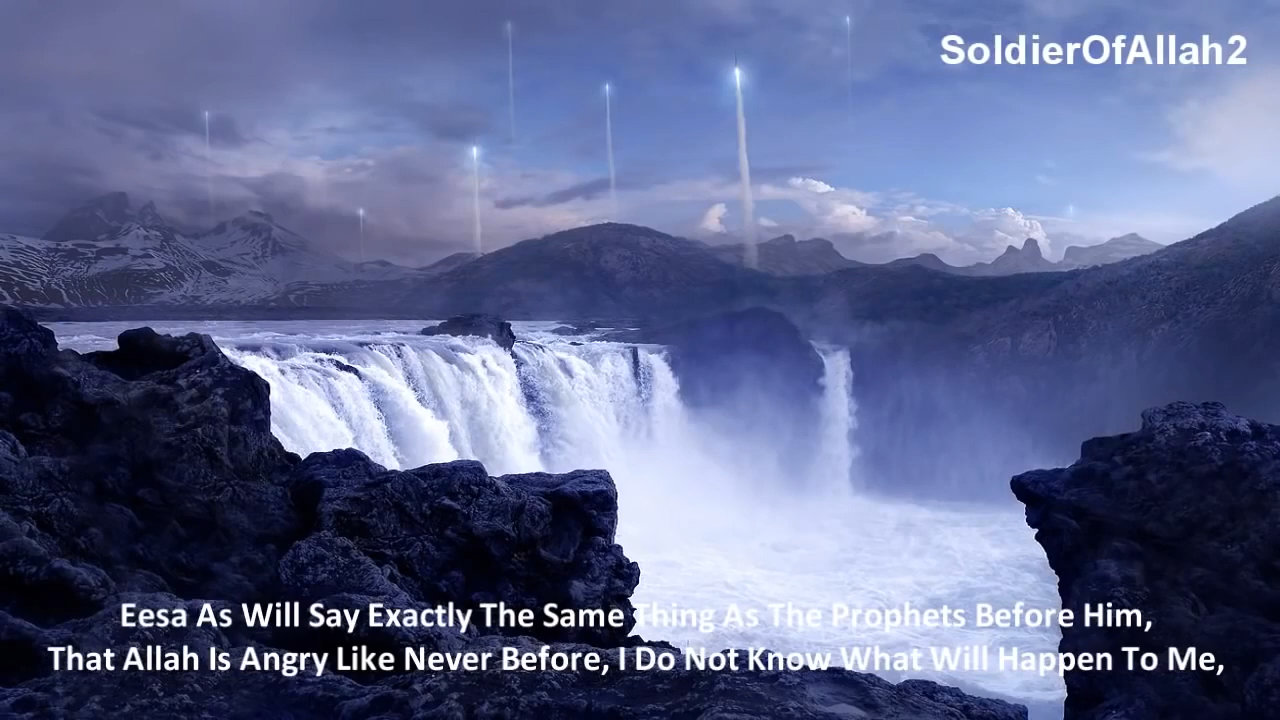 SoldierOfAllah2
Eesa As Will Say Exactly The Same Thing As The Prophets Before Him,
That Allah Is Angry Like Never Before, I Do Not Know What Will Happen To Me,